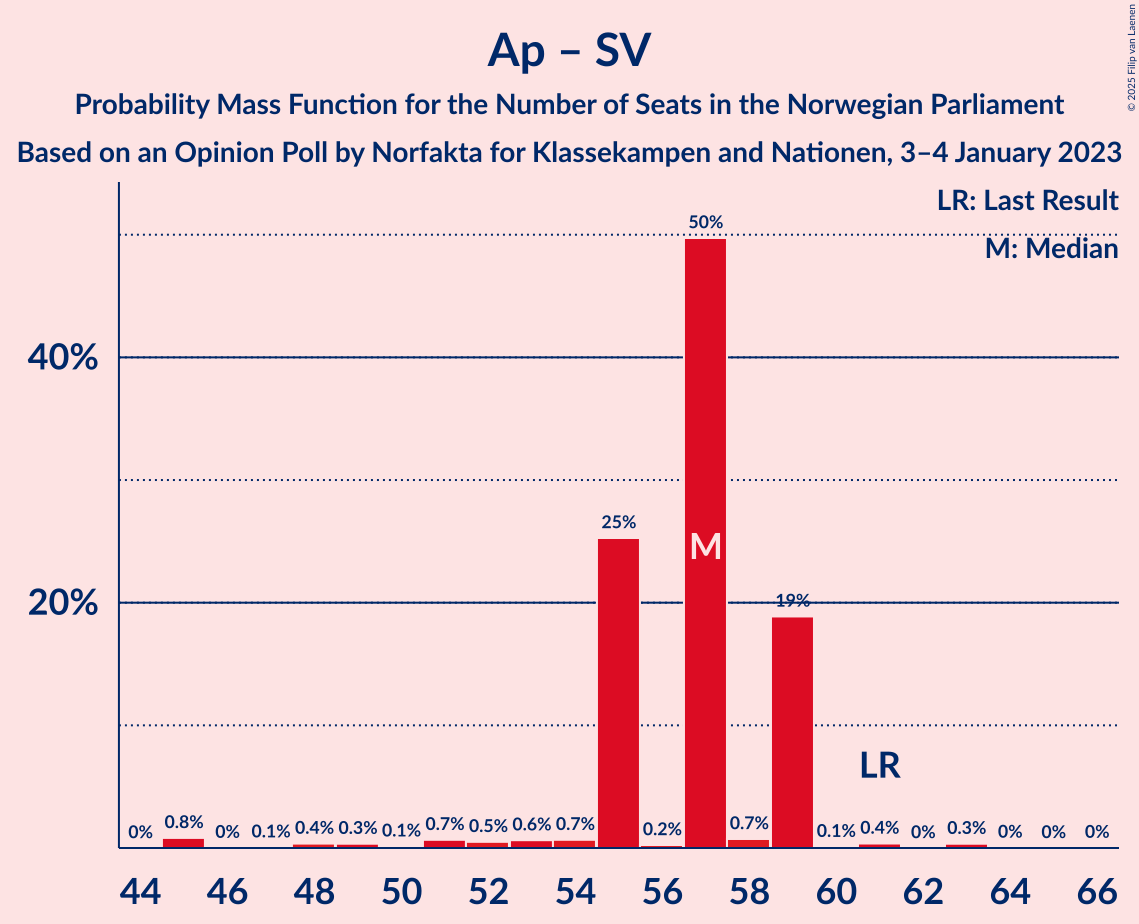 Ap – SV
Probability Mass Function for the Number of Seats in the Norwegian Parliament
Based on an Opinion Poll by Norfakta for Klassekampen and Nationen, 3–4 January 2023
© 2025 Filip van Laenen
LR: Last Result
M: Median
50%
40%
25%
M
20%
19%
LR
0% 0.8% 0% 0.1% 0.4% 0.3% 0.1% 0.7% 0.5% 0.6% 0.7% 0.2% 0.7% 0.1% 0.4% 0% 0.3% 0% 0% 0%
44 46 48 50 52 54 56 58 60 62 64 66